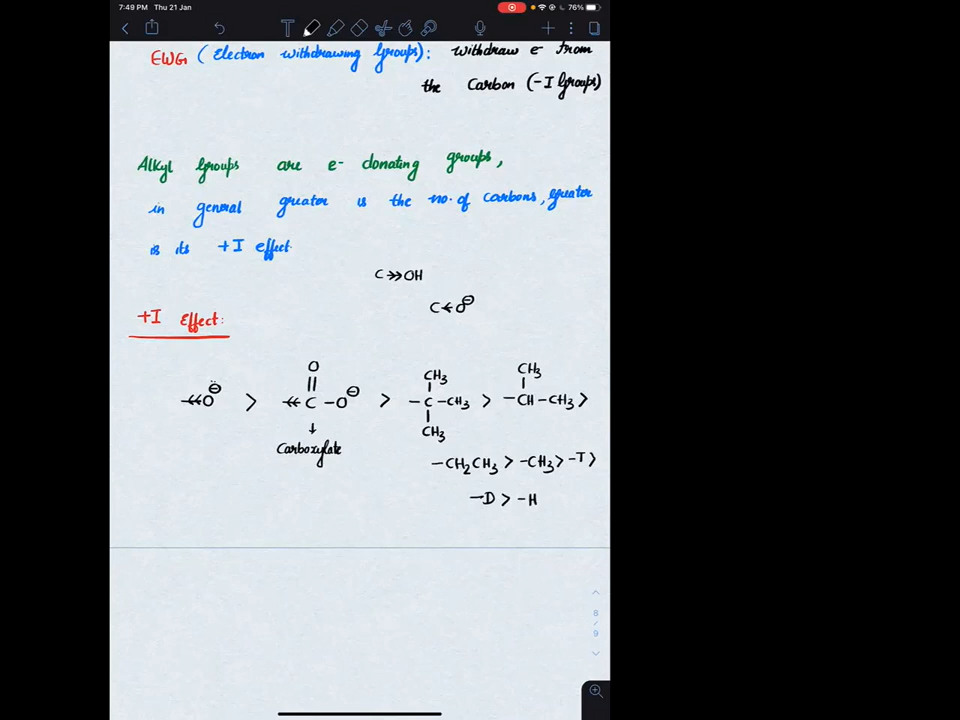 7:49 PM Thu 21 Jan
76%
EWG (Electron withdrawing Groups): withdraw e from
the Carbon (-I Groups)
Alkyl Groups are e- donating groups,
in general greater is the no. of carbons, greater
is its +I effect.
C->>OH
C<-O⊖
+I Effect:
O
CH3
CH3
-<<-Ö⊖ > -<<-C-O⊖ > -C-CH3 > -CH-CH3 >
CH3
Carboxylate
-CH2CH3 > -CH3 > -T >
-D > -H
8
/
9